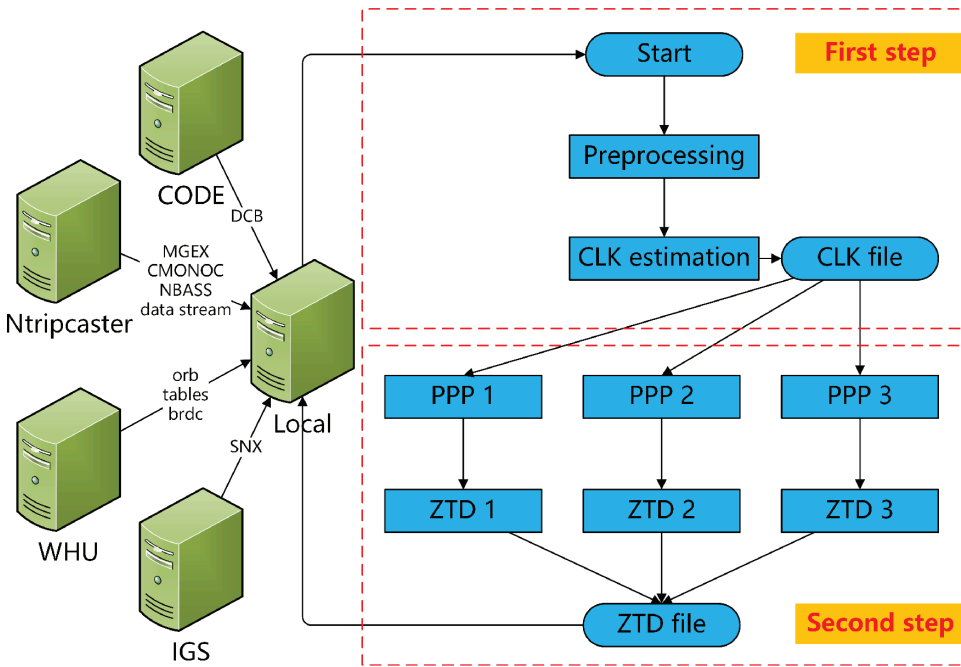 CODE
DCB
Ntripcaster
MGEX
CMONOC
NBASS
data stream
Local
WHU
orb
tables
brdc
IGS
SNX
First step
Start
Preprocessing
CLK estimation
CLK file
PPP 1
PPP 2
PPP 3
ZTD 1
ZTD 2
ZTD 3
ZTD file
Second step